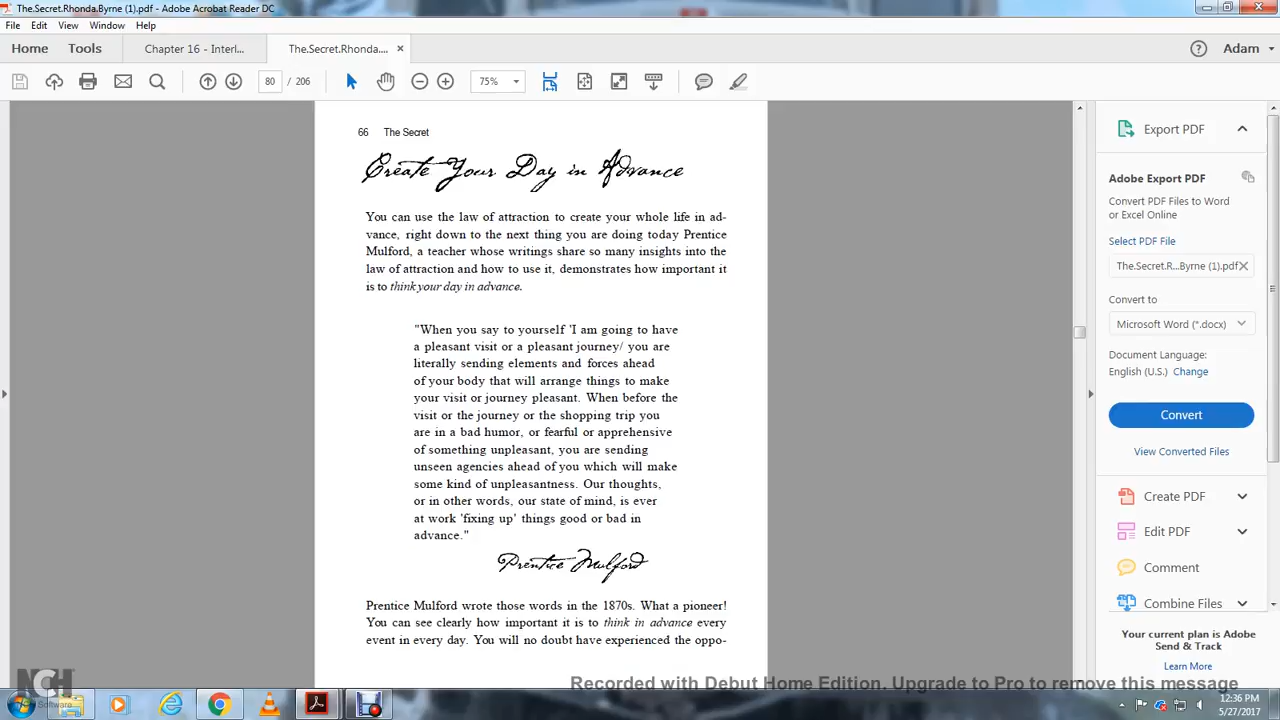 The.Secret.Rhonda.Byrne (1).pdf - Adobe Acrobat Reader DC
File Edit View Window Help
Home Tools Chapter 16 - Interl... The.Secret.Rhonda.... Adam
80 / 206 75%
66 The Secret
Create Your Day in Advance
You can use the law of attraction to create your whole life in ad-
vance, right down to the next thing you are doing today Prentice
Mulford, a teacher whose writings share so many insights into the
law of attraction and how to use it, demonstrates how important it
is to think your day in advance.
"When you say to yourself 'I am going to have
a pleasant visit or a pleasant journey/ you are
literally sending elements and forces ahead
of your body that will arrange things to make
your visit or journey pleasant. When before the
visit or the journey or the shopping trip you
are in a bad humor, or fearful or apprehensive
of something unpleasant, you are sending
unseen agencies ahead of you which will make
some kind of unpleasantness. Our thoughts,
or in other words, our state of mind, is ever
at work 'fixing up' things good or bad in
advance."
Prentice Mulford
Prentice Mulford wrote those words in the 1870s. What a pioneer!
You can see clearly how important it is to think in advance every
event in every day. You will no doubt have experienced the oppo-
Export PDF
Adobe Export PDF
Convert PDF Files to Word
or Excel Online
Select PDF File
The.Secret.R...Byrne (1).pdf
Convert to
Microsoft Word (*.docx)
Document Language:
English (U.S.) Change
Convert
View Converted Files
Create PDF
Edit PDF
Comment
Combine Files
Your current plan is Adobe
Send & Track
Learn More
NCH Software
Recorded with Debut Home Edition. Upgrade to Pro to remove this message
12:36 PM
5/27/2017